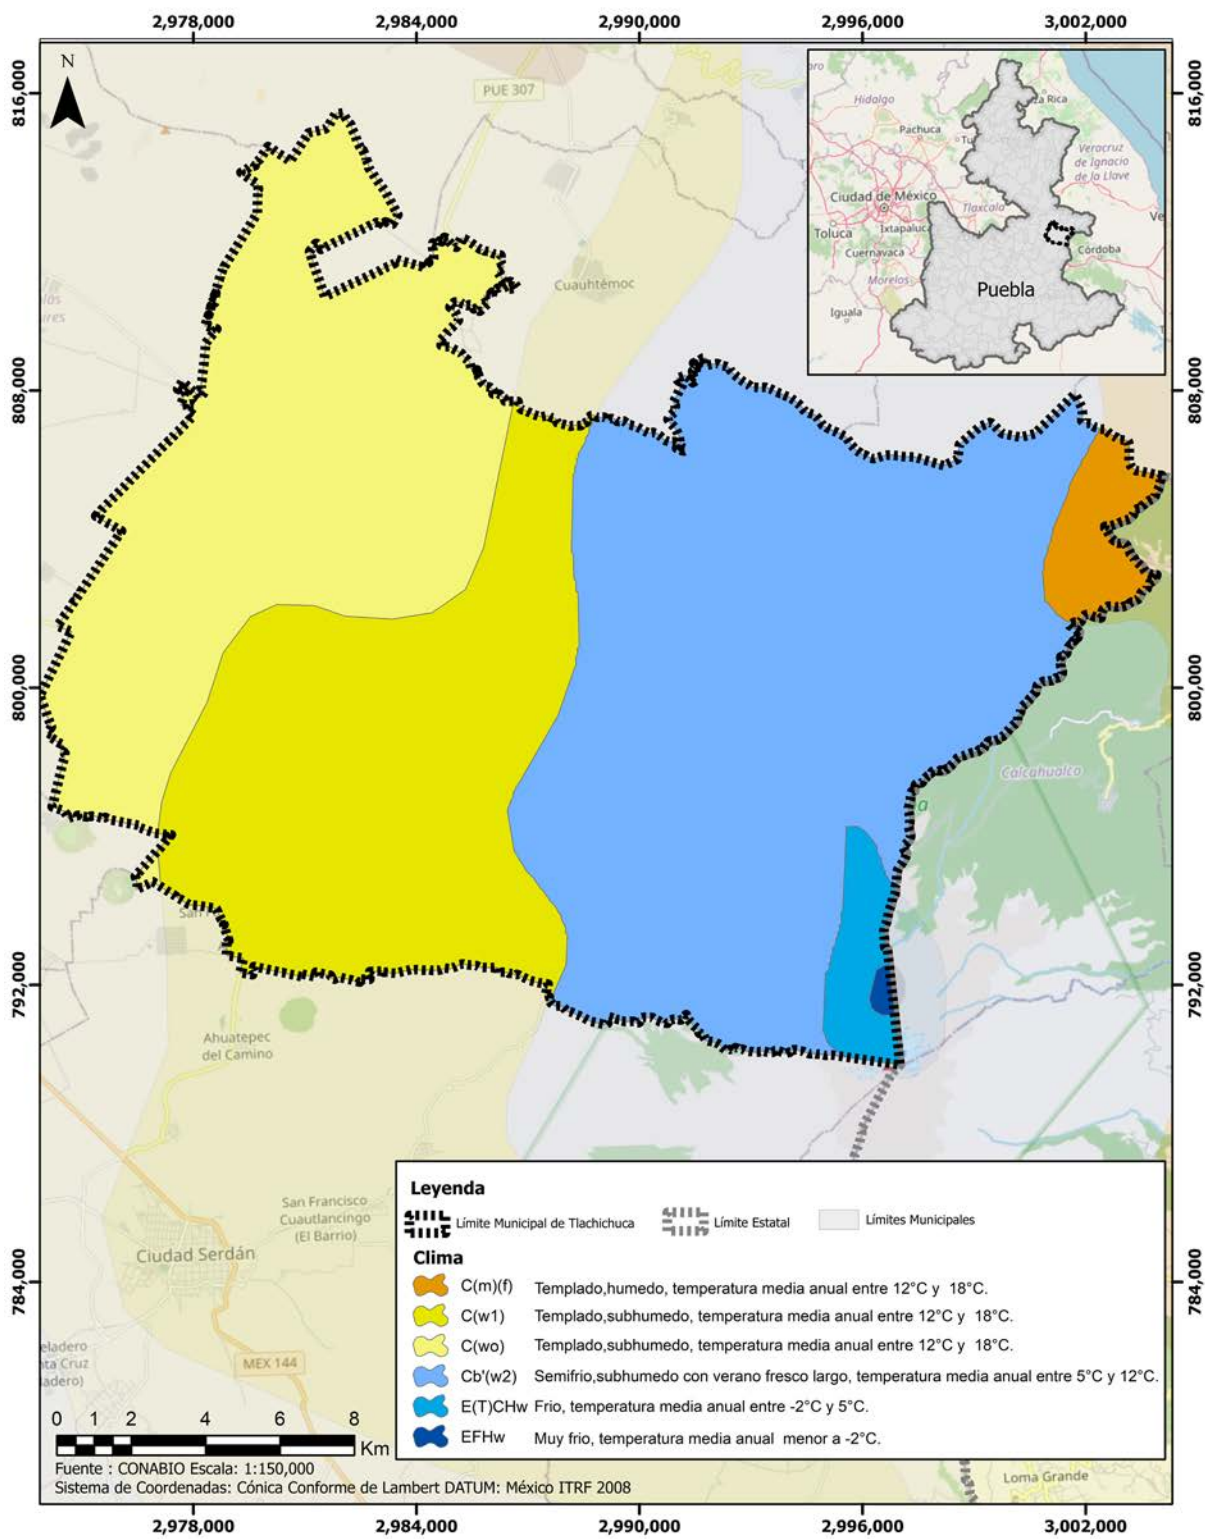 2,978,000 2,984,000 2,990,000 2,996,000 3,002,000
N
816,000
816,000
PUE 307
Hidalgo
Rica
Pachuca
Tu
Veracruz
de Ignacio
de la Llave
Ciudad de México
Tlaxcala
Ve
Toluca
Ixtapaluca
Cuernavaca
Córdoba
Morelos
Puebla
Iguala
Cuauhtémoc
808,000
808,000
800,000
800,000
Calcahualco
a
San
792,000
792,000
Ahuatepec
del Camino
San Francisco
Cuautlancingo
(El Barrio)
Ciudad Serdán
784,000
784,000
eladero
ta Cruz
adero)
MEX 144
Leyenda
Límite Municipal de Tlachichuca Límite Estatal Límites Municipales
Clima
C(m)(f) Templado,humedo, temperatura media anual entre 12°C y 18°C.
C(w1) Templado,subhumedo, temperatura media anual entre 12°C y 18°C.
C(wo) Templado,subhumedo, temperatura media anual entre 12°C y 18°C.
Cb'(w2) Semifrio,subhumedo con verano fresco largo, temperatura media anual entre 5°C y 12°C.
E(T)CHw Frio, temperatura media anual entre -2°C y 5°C.
EFHw Muy frio, temperatura media anual menor a -2°C.
0 1 2 4 6 8
Km
Fuente : CONABIO Escala: 1:150,000
Sistema de Coordenadas: Cónica Conforme de Lambert DATUM: México ITRF 2008
Loma Grande
2,978,000 2,984,000 2,990,000 2,996,000 3,002,000